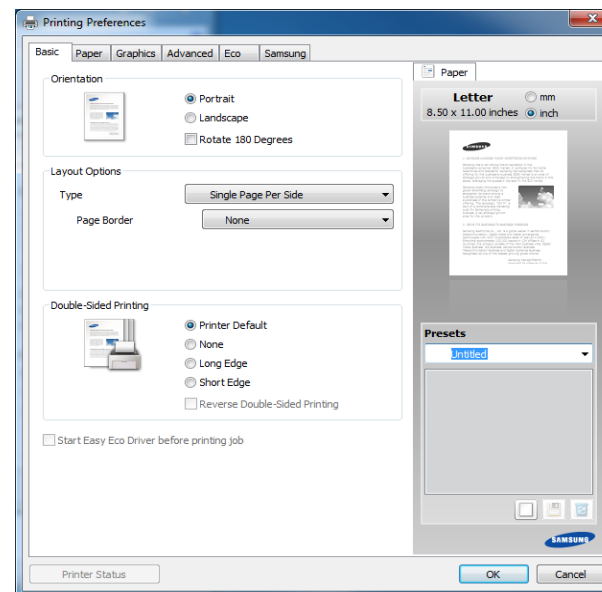 Printing Preferences
Basic Paper Graphics Advanced Eco Samsung
Orientation
Portrait
Landscape
Rotate 180 Degrees
Layout Options
Type Single Page Per Side
Page Border None
Double-Sided Printing
Printer Default
None
Long Edge
Short Edge
Reverse Double-Sided Printing
Start Easy Eco Driver before printing job
Printer Status
Paper
Letter mm
8.50 x 11.00 inches inch
SAMSUNG
Presets
Untitled
SAMSUNG
OK Cancel